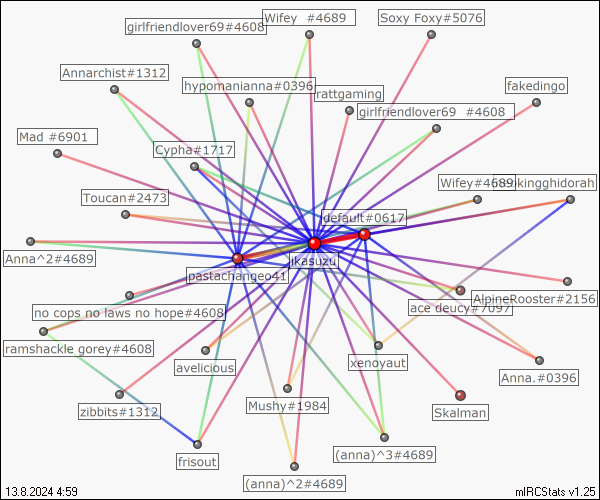 Wifey #4689
Soxy Foxy#5076
girlfriendlover69#4608
Annarchist#1312
hypomanianna#0396
rattgaming
fakedingo
girlfriendlover69 #4608
Mad #6901
Cypha#1717
Wifey#4689
kingghidorah
Toucan#2473
default#0617
Anna^2#4689
ikasuzu
pastachangeo41
AlpineRooster#2156
ace deucy#7097
no cops no laws no hope#4608
ramshackle gorey#4608
avelicious
xenoyaut
Anna.#0396
Mushy#1984
zibbits#1312
Skalman
frisout
(anna)^3#4689
(anna)^2#4689
13.8.2024 4:59
mIRCStats v1.25